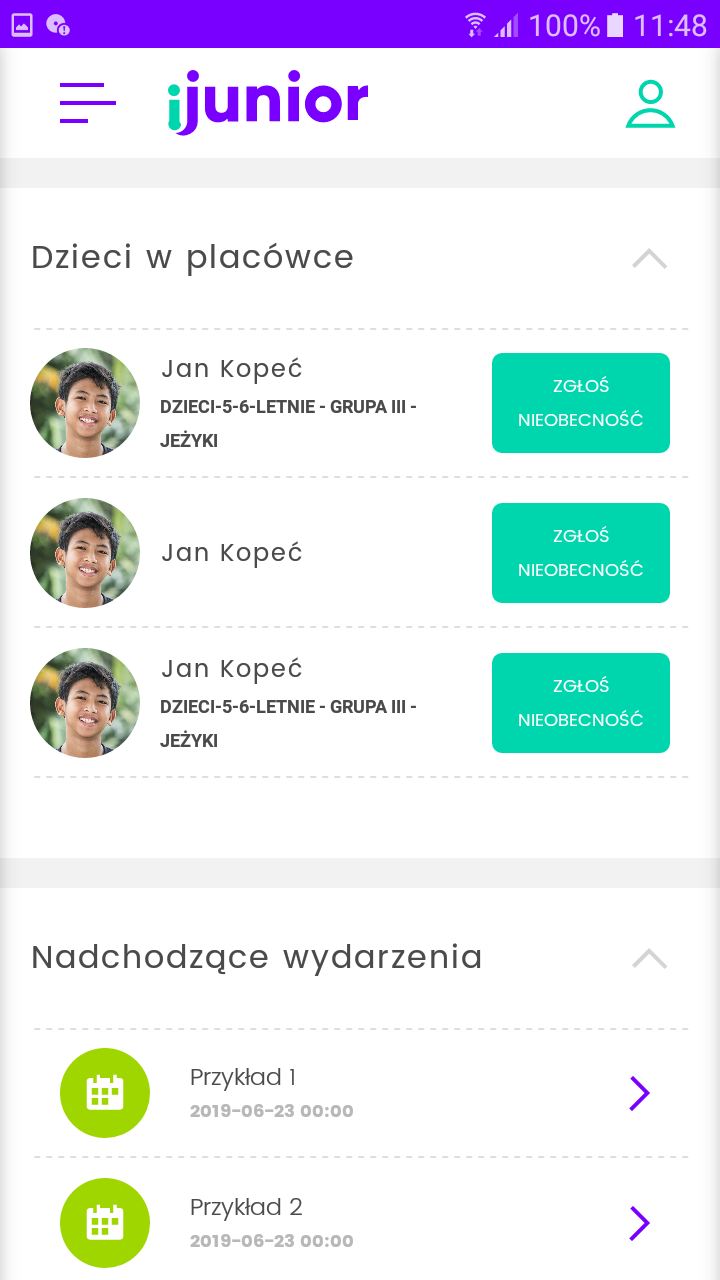 100% 11:48
ijunior
Dzieci w placówce
Jan Kopeć
DZIECI-5-6-LETNIE - GRUPA III -
JEŻYKI
ZGŁOŚ
NIEOBECNOŚĆ
Jan Kopeć
ZGŁOŚ
NIEOBECNOŚĆ
Jan Kopeć
DZIECI-5-6-LETNIE - GRUPA III -
JEŻYKI
ZGŁOŚ
NIEOBECNOŚĆ
Nadchodzące wydarzenia
Przykład 1
2019-06-23 00:00
Przykład 2
2019-06-23 00:00